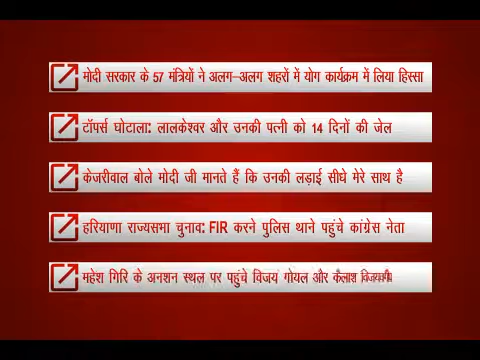 मोदी सरकार के 57 मंत्रियों ने अलग-अलग शहरों में योग कार्यक्रम में लिया हिस्सा
टॉपर्स घोटाला: लालकेश्वर और उनकी पत्नी को 14 दिनों की जेल
केजरीवाल बोले मोदी जी मानते हैं कि उनकी लड़ाई सीधे मेरे साथ है
हरियाणा राज्यसभा चुनाव: FIR करने पुलिस थाने पहुंचे कांग्रेस नेता
महेश गिरि के अनशन स्थल पर पहुंचे विजय गोयल और कैलाश